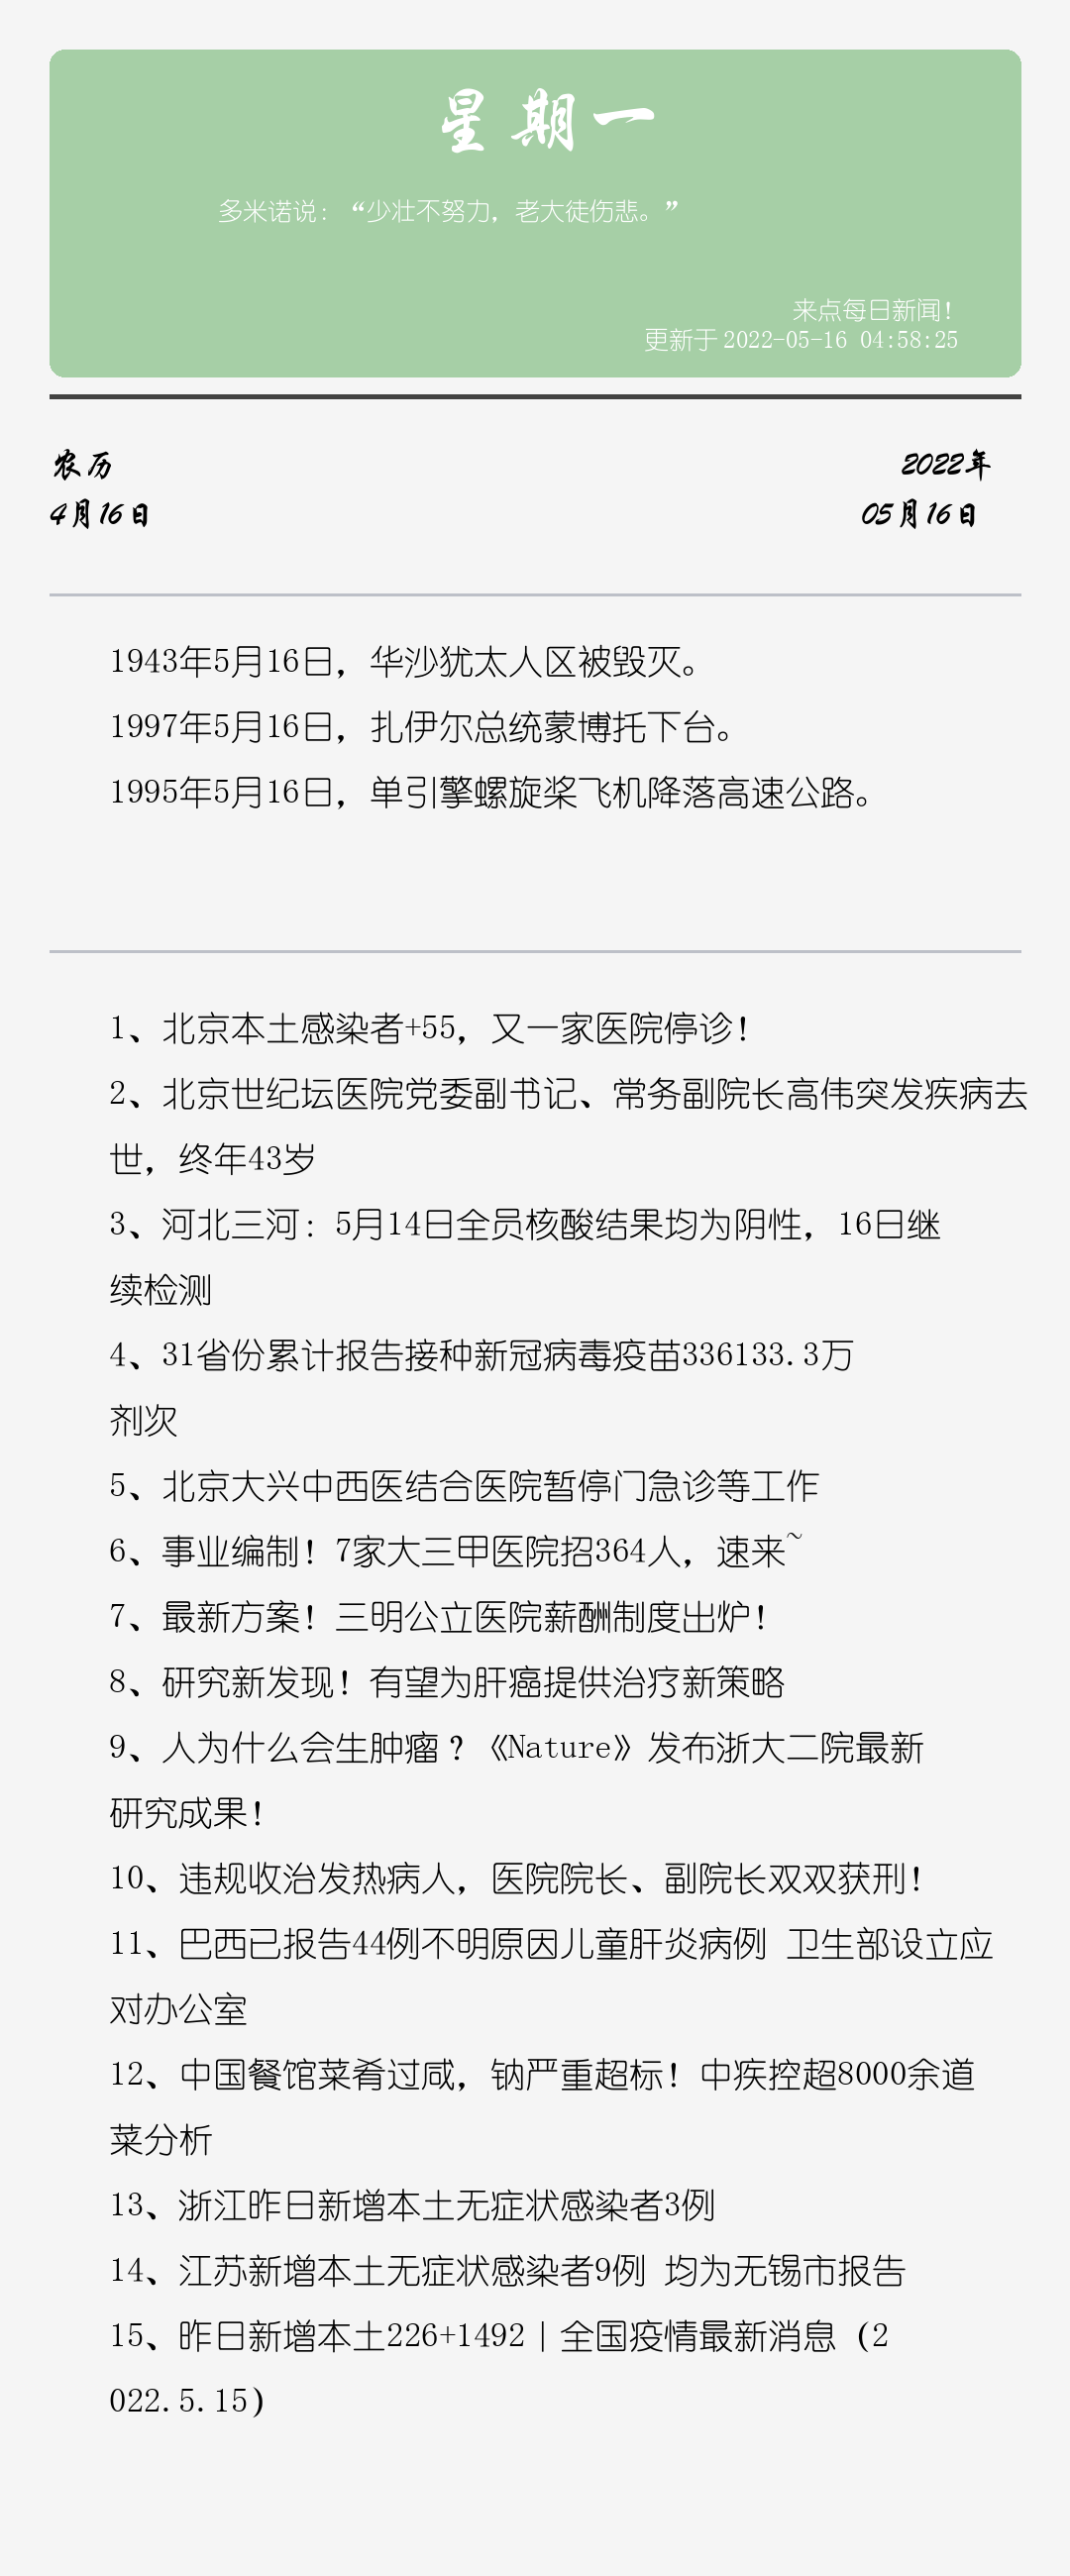 星期一
多米诺说：“少壮不努力，老大徒伤悲。”
来点每日新闻！
更新于 2022-05-16 04:58:25
农历
2022年
4月16日
05月16日
1943年5月16日，华沙犹太人区被毁灭。
1997年5月16日，扎伊尔总统蒙博托下台。
1995年5月16日，单引擎螺旋桨飞机降落高速公路。
1、北京本土感染者+55，又一家医院停诊！
2、北京世纪坛医院党委副书记、常务副院长高伟突发疾病去
世，终年43岁
3、河北三河：5月14日全员核酸结果均为阴性，16日继
续检测
4、31省份累计报告接种新冠病毒疫苗336133.3万
剂次
5、北京大兴中西医结合医院暂停门急诊等工作
6、事业编制！7家大三甲医院招364人，速来~
7、最新方案！三明公立医院薪酬制度出炉！
8、研究新发现！有望为肝癌提供治疗新策略
9、人为什么会生肿瘤？《Nature》发布浙大二院最新
研究成果！
10、违规收治发热病人，医院院长、副院长双双获刑！
11、巴西已报告44例不明原因儿童肝炎病例 卫生部设立应
对办公室
12、中国餐馆菜肴过咸，钠严重超标！中疾控超8000余道
菜分析
13、浙江昨日新增本土无症状感染者3例
14、江苏新增本土无症状感染者9例 均为无锡市报告
15、昨日新增本土226+1492丨全国疫情最新消息（2
022.5.15）